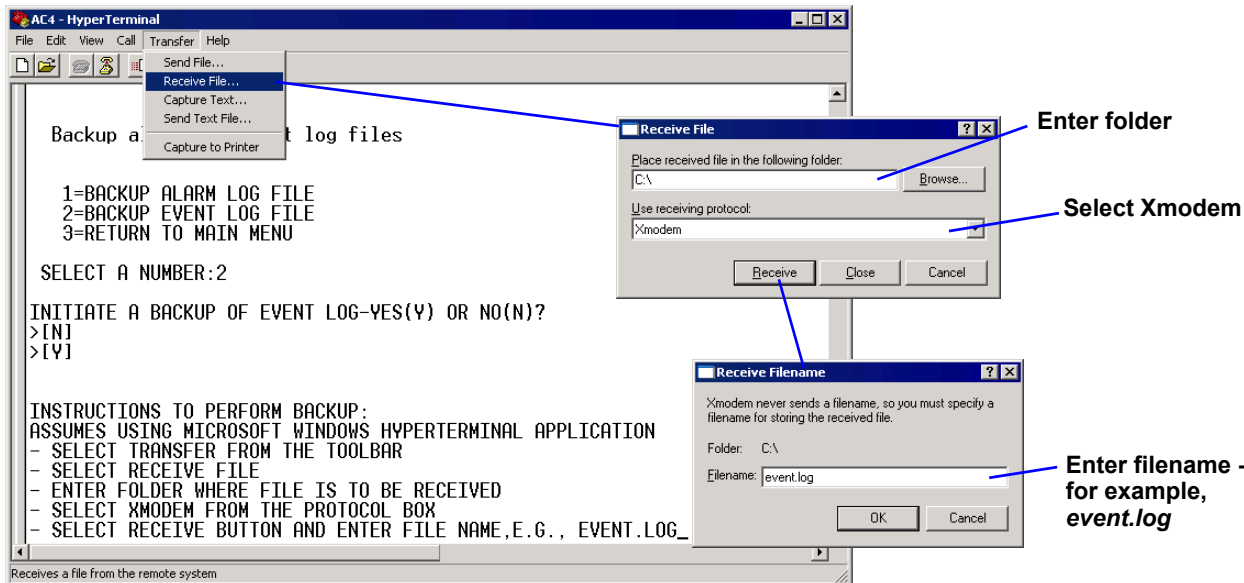 AC4 - HyperTerminal
File Edit View Call Transfer Help
Send File...
Receive File...
Capture Text...
Send Text File...
Capture to Printer
Backup a t log files
1=BACKUP ALARM LOG FILE
2=BACKUP EVENT LOG FILE
3=RETURN TO MAIN MENU
SELECT A NUMBER:2
INITIATE A BACKUP OF EVENT LOG-YES(Y) OR NO(N)?
>[N]
>[Y]
INSTRUCTIONS TO PERFORM BACKUP:
ASSUMES USING MICROSOFT WINDOWS HYPERTERMINAL APPLICATION
- SELECT TRANSFER FROM THE TOOLBAR
- SELECT RECEIVE FILE
- ENTER FOLDER WHERE FILE IS TO BE RECEIVED
- SELECT XMODEM FROM THE PROTOCOL BOX
- SELECT RECEIVE BUTTON AND ENTER FILE NAME,E.G., EVENT.LOG_
Receives a file from the remote system
Receive File
Place received file in the following folder:
C:\
Browse...
Use receiving protocol:
Xmodem
Receive Close Cancel
Enter folder
Select Xmodem
Receive Filename
Xmodem never sends a filename, so you must specify a
filename for storing the received file.
Folder: C:\
Filename: event.log
OK Cancel
Enter filename -
for example,
event.log